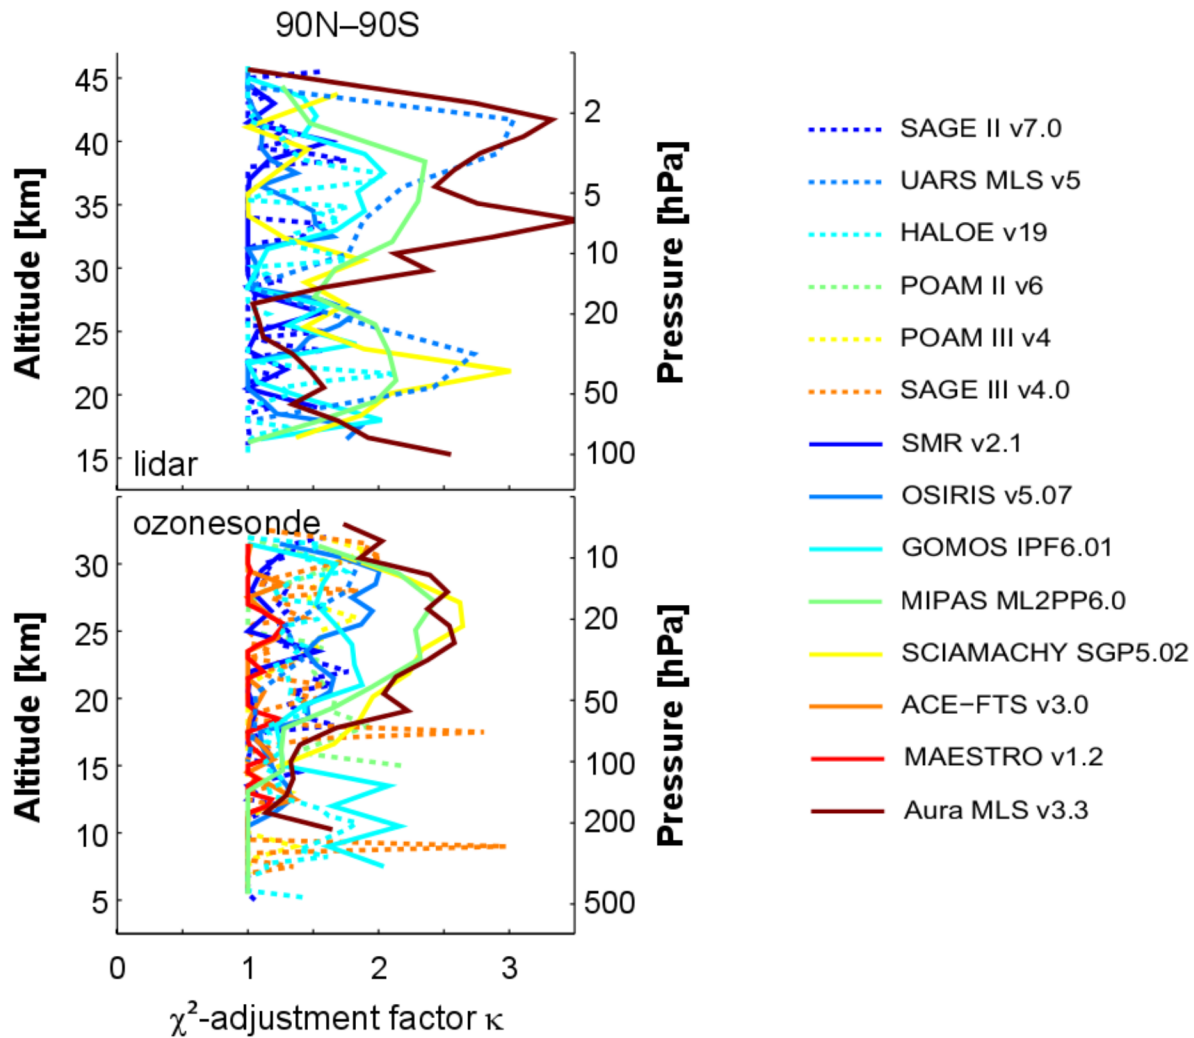 90N–90S
45
40
35
30
25
20
15
Altitude [km]
2
5
10
20
50
100
Pressure [hPa]
lidar
ozonesonde
30
25
20
15
10
5
Altitude [km]
10
20
50
100
200
500
Pressure [hPa]
0 1 2 3
χ²-adjustment factor κ
SAGE II v7.0
UARS MLS v5
HALOE v19
POAM II v6
POAM III v4
SAGE III v4.0
SMR v2.1
OSIRIS v5.07
GOMOS IPF6.01
MIPAS ML2PP6.0
SCIAMACHY SGP5.02
ACE−FTS v3.0
MAESTRO v1.2
Aura MLS v3.3